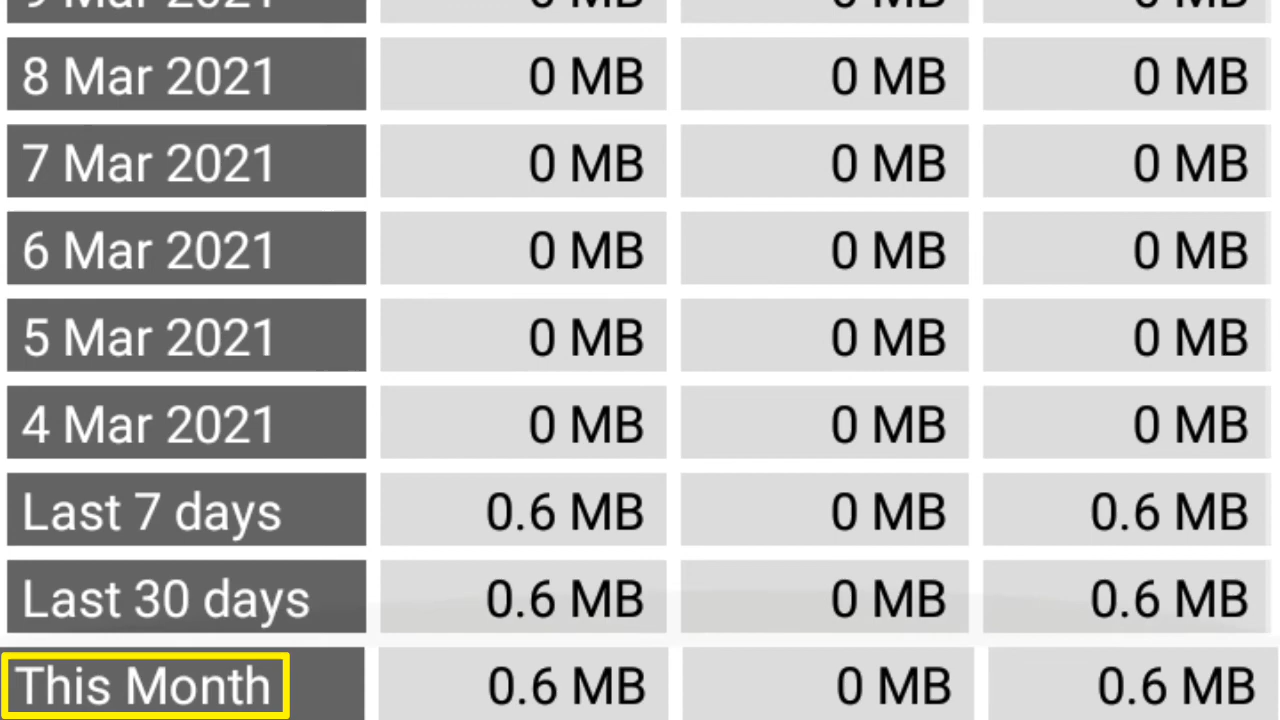 9 Mar 2021 0 MB 0 MB 0 MB
8 Mar 2021 0 MB 0 MB 0 MB
7 Mar 2021 0 MB 0 MB 0 MB
6 Mar 2021 0 MB 0 MB 0 MB
5 Mar 2021 0 MB 0 MB 0 MB
4 Mar 2021 0 MB 0 MB 0 MB
Last 7 days 0.6 MB 0 MB 0.6 MB
Last 30 days 0.6 MB 0 MB 0.6 MB
This Month 0.6 MB 0 MB 0.6 MB